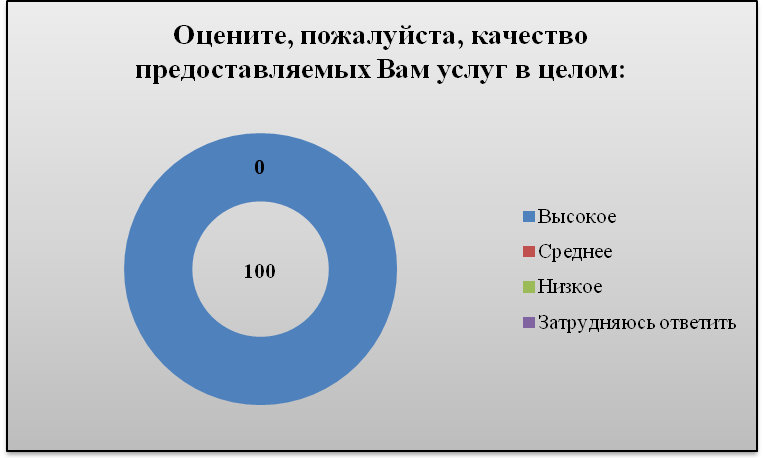 Оцените, пожалуйста, качество
предоставляемых Вам услуг в целом:
0
100
Высокое
Среднее
Низкое
Затрудняюсь ответить